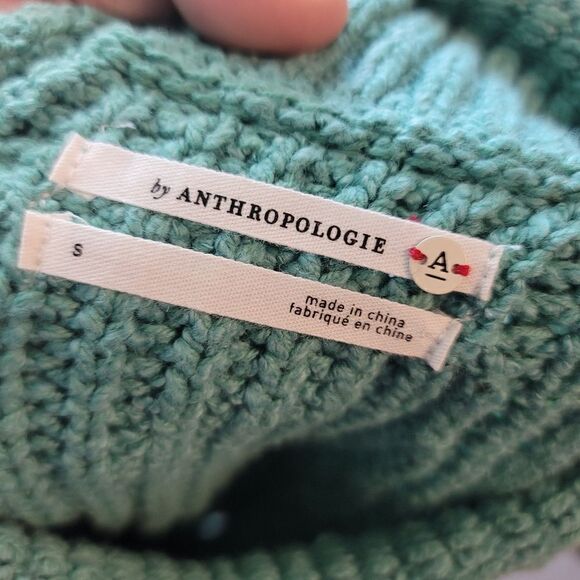 by ANTHROPOLOGIE
A
S
made in china
fabriqué en chine